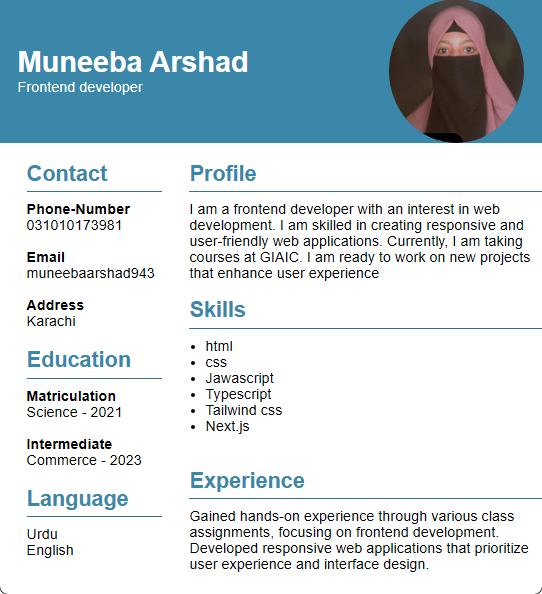 Muneeba Arshad
Frontend developer
Contact
Phone-Number
031010173981
Email
muneebaarshad943
Address
Karachi
Education
Matriculation
Science - 2021
Intermediate
Commerce - 2023
Language
Urdu
English
Profile
I am a frontend developer with an interest in web
development. I am skilled in creating responsive and
user-friendly web applications. Currently, I am taking
courses at GIAIC. I am ready to work on new projects
that enhance user experience
Skills
• html
• css
• Jawascript
• Typescript
• Tailwind css
• Next.js
Experience
Gained hands-on experience through various class
assignments, focusing on frontend development.
Developed responsive web applications that prioritize
user experience and interface design.